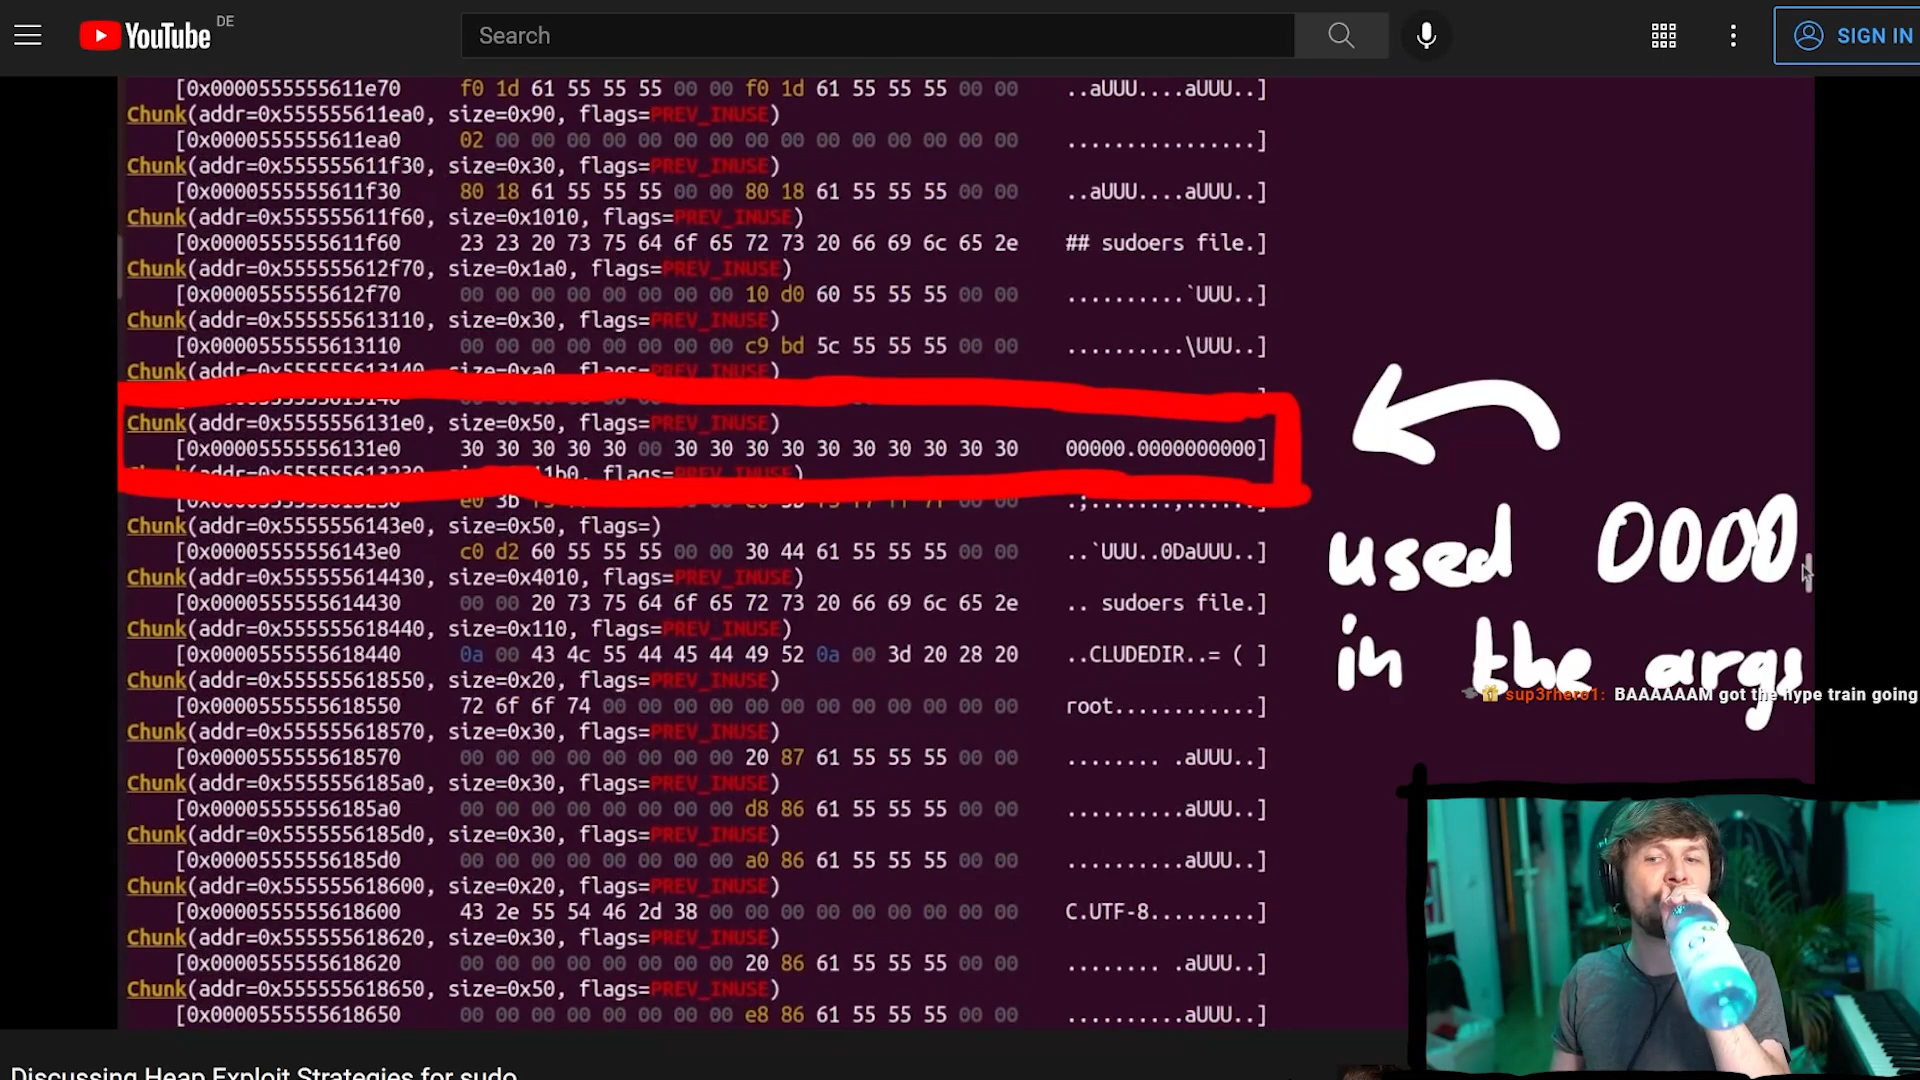 YouTube DE
Search
SIGN IN
[0x0000555555611e70 f0 1d 61 55 55 55 00 00 f0 1d 61 55 55 55 00 00 ..aUUU....aUUU..]
Chunk(addr=0x555555611ea0, size=0x90, flags=PREV_INUSE)
[0x0000555555611ea0 02 00 00 00 00 00 00 00 00 00 00 00 00 00 00 00 ................]
Chunk(addr=0x555555611f30, size=0x30, flags=PREV_INUSE)
[0x0000555555611f30 80 18 61 55 55 55 00 00 80 18 61 55 55 55 00 00 ..aUUU....aUUU..]
Chunk(addr=0x555555611f60, size=0x1010, flags=PREV_INUSE)
[0x0000555555611f60 23 23 20 73 75 64 6f 65 72 73 20 66 69 6c 65 2e ## sudoers file.]
Chunk(addr=0x555555612f70, size=0x1a0, flags=PREV_INUSE)
[0x0000555555612f70 00 00 00 00 00 00 00 00 10 d0 60 55 55 55 00 00 ..........`UUU..]
Chunk(addr=0x555555613110, size=0x30, flags=PREV_INUSE)
[0x0000555555613110 00 00 00 00 00 00 00 00 c9 bd 5c 55 55 55 00 00 ..........\UUU..]
Chunk(addr=0x555555613140, size=0xa0, flags=PREV_INUSE)
Chunk(addr=0x5555556131e0, size=0x50, flags=PREV_INUSE)
[0x00005555556131e0 30 30 30 30 30 00 30 30 30 30 30 30 30 30 30 30 00000.0000000000]
Chunk(addr=0x5555556143e0, size=0x50, flags=)
[0x00005555556143e0 c0 d2 60 55 55 55 00 00 30 44 61 55 55 55 00 00 ..`UUU..0DaUUU..]
Chunk(addr=0x555555614430, size=0x4010, flags=PREV_INUSE)
[0x0000555555614430 00 00 20 73 75 64 6f 65 72 73 20 66 69 6c 65 2e .. sudoers file.]
Chunk(addr=0x555555618440, size=0x110, flags=PREV_INUSE)
[0x0000555555618440 0a 00 43 4c 55 44 45 44 49 52 0a 00 3d 20 28 20 ..CLUDEDIR..= ( ]
Chunk(addr=0x555555618550, size=0x20, flags=PREV_INUSE)
[0x0000555555618550 72 6f 6f 74 00 00 00 00 00 00 00 00 00 00 00 00 root............]
Chunk(addr=0x555555618570, size=0x30, flags=PREV_INUSE)
[0x0000555555618570 00 00 00 00 00 00 00 00 20 87 61 55 55 55 00 00 ........ .aUUU..]
Chunk(addr=0x5555556185a0, size=0x30, flags=PREV_INUSE)
[0x00005555556185a0 00 00 00 00 00 00 00 00 d8 86 61 55 55 55 00 00 ..........aUUU..]
Chunk(addr=0x5555556185d0, size=0x30, flags=PREV_INUSE)
[0x00005555556185d0 00 00 00 00 00 00 00 00 a0 86 61 55 55 55 00 00 ..........aUUU..]
Chunk(addr=0x555555618600, size=0x20, flags=PREV_INUSE)
[0x0000555555618600 43 2e 55 54 46 2d 38 00 00 00 00 00 00 00 00 00 C.UTF-8.........]
Chunk(addr=0x555555618620, size=0x30, flags=PREV_INUSE)
[0x0000555555618620 00 00 00 00 00 00 00 00 20 86 61 55 55 55 00 00 ........ .aUUU..]
Chunk(addr=0x555555618650, size=0x50, flags=PREV_INUSE)
[0x0000555555618650 00 00 00 00 00 00 00 00 e8 86 61 55 55 55 00 00 ..........aUUU..]
used 0000
in the args
sup3rhero1: BAAAAAAM got the hype train going
Discussing Heap Exploit Strategies for sudo